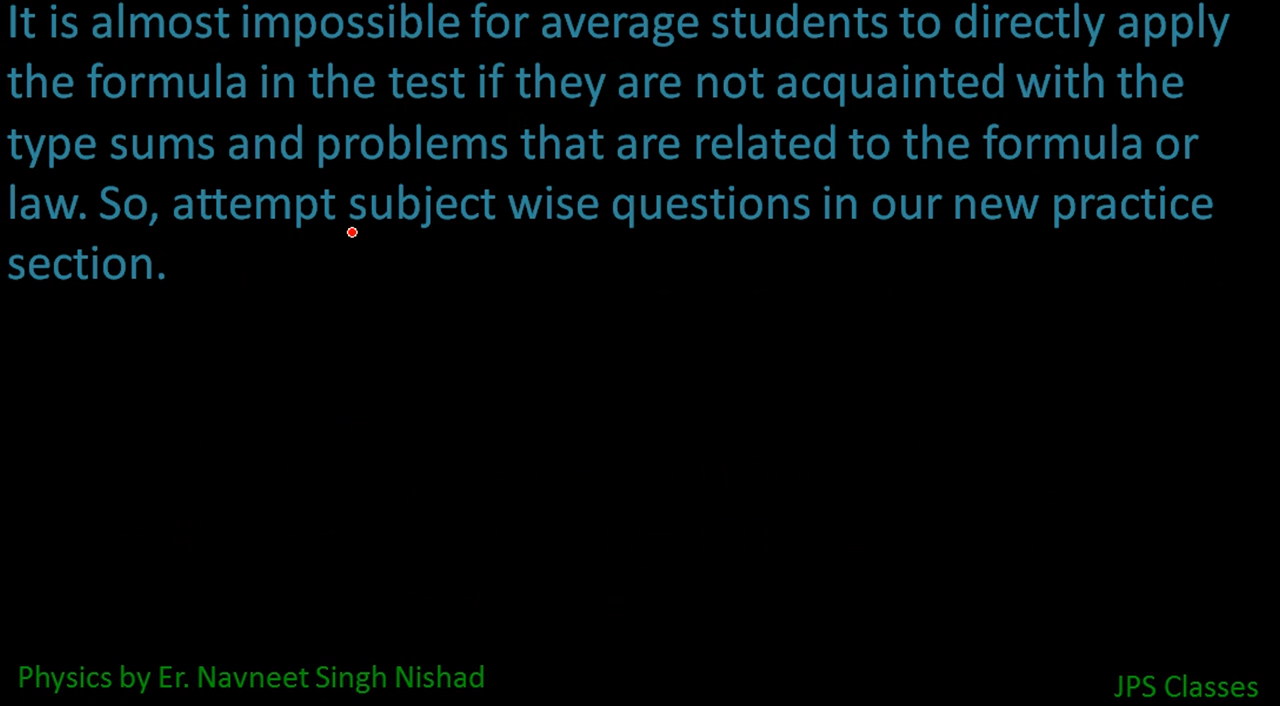 It is almost impossible for average students to directly apply
the formula in the test if they are not acquainted with the
type sums and problems that are related to the formula or
law. So, attempt subject wise questions in our new practice
section.
Physics by Er. Navneet Singh Nishad
JPS Classes